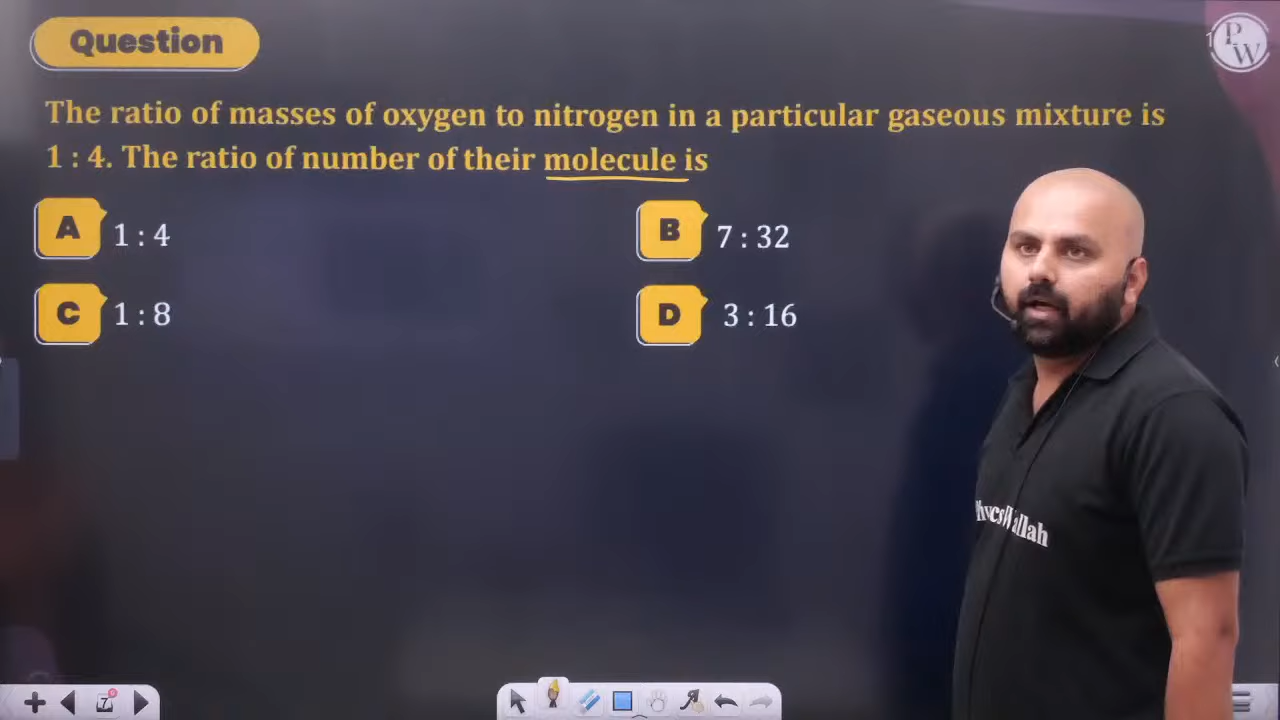 Question
The ratio of masses of oxygen to nitrogen in a particular gaseous mixture is
1 : 4. The ratio of number of their molecule is
A 1 : 4
B 7 : 32
C 1 : 8
D 3 : 16
PW